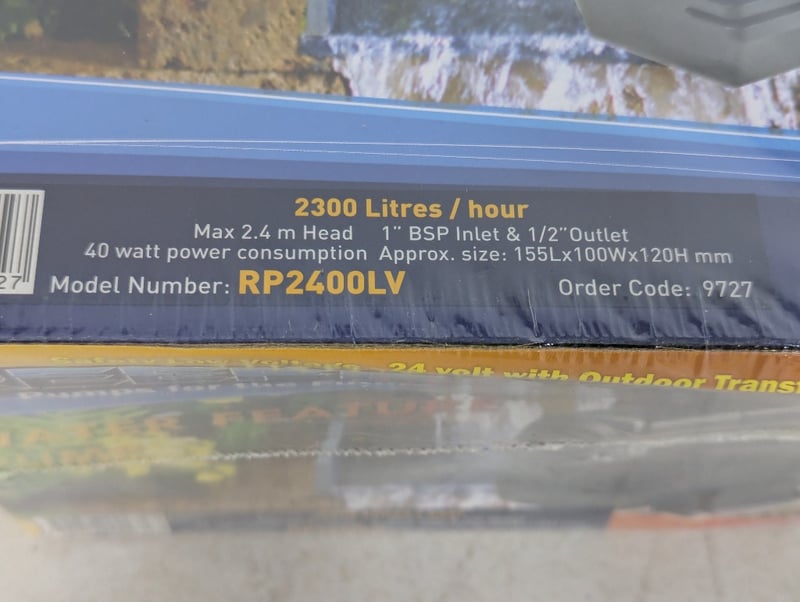 2300 Litres / hour
Max 2.4 m Head 1" BSP Inlet & 1/2"Outlet
40 watt power consumption Approx. size: 155Lx100Wx120H mm
27
Model Number: RP2400LV Order Code: 9727
24 volt with Outdoor